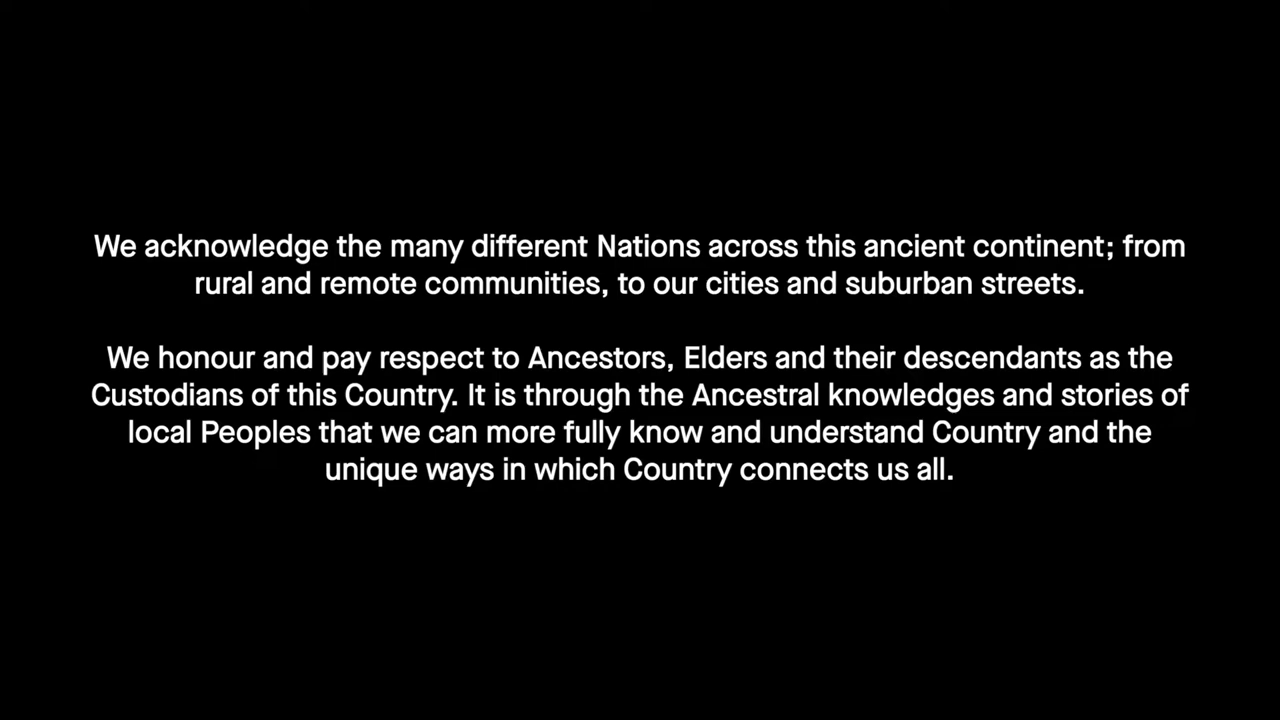 We acknowledge the many different Nations across this ancient continent; from
rural and remote communities, to our cities and suburban streets.
We honour and pay respect to Ancestors, Elders and their descendants as the
Custodians of this Country. It is through the Ancestral knowledges and stories of
local Peoples that we can more fully know and understand Country and the
unique ways in which Country connects us all.